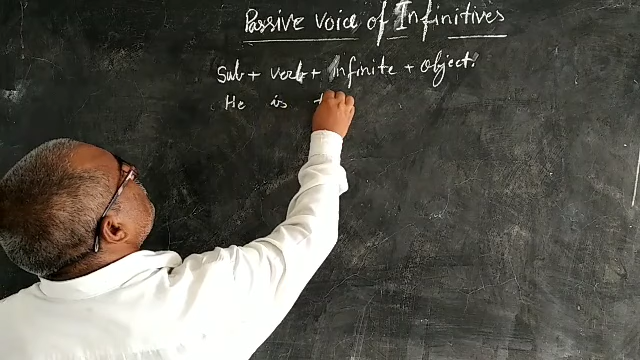 Passive voice of Infinitives
Sub + verb + Infinite + object.
He is